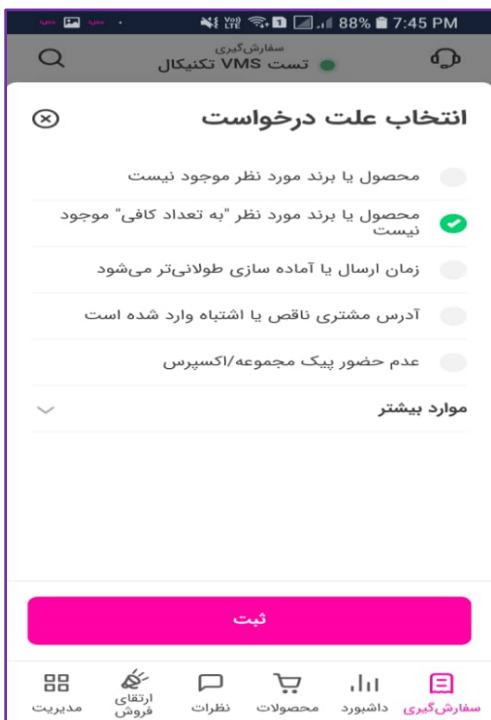 88% 7:45 PM
سفارش‌گیری
تست VMS تکنیکال
انتخاب علت درخواست
محصول یا برند مورد نظر موجود نیست
محصول یا برند مورد نظر "به تعداد کافی" موجود
نیست
زمان ارسال یا آماده سازی طولانی‌تر می‌شود
آدرس مشتری ناقص یا اشتباه وارد شده است
عدم حضور پیک مجموعه/اکسپرس
موارد بیشتر
ثبت
سفارش‌گیری داشبورد محصولات نظرات ارتقای فروش مدیریت